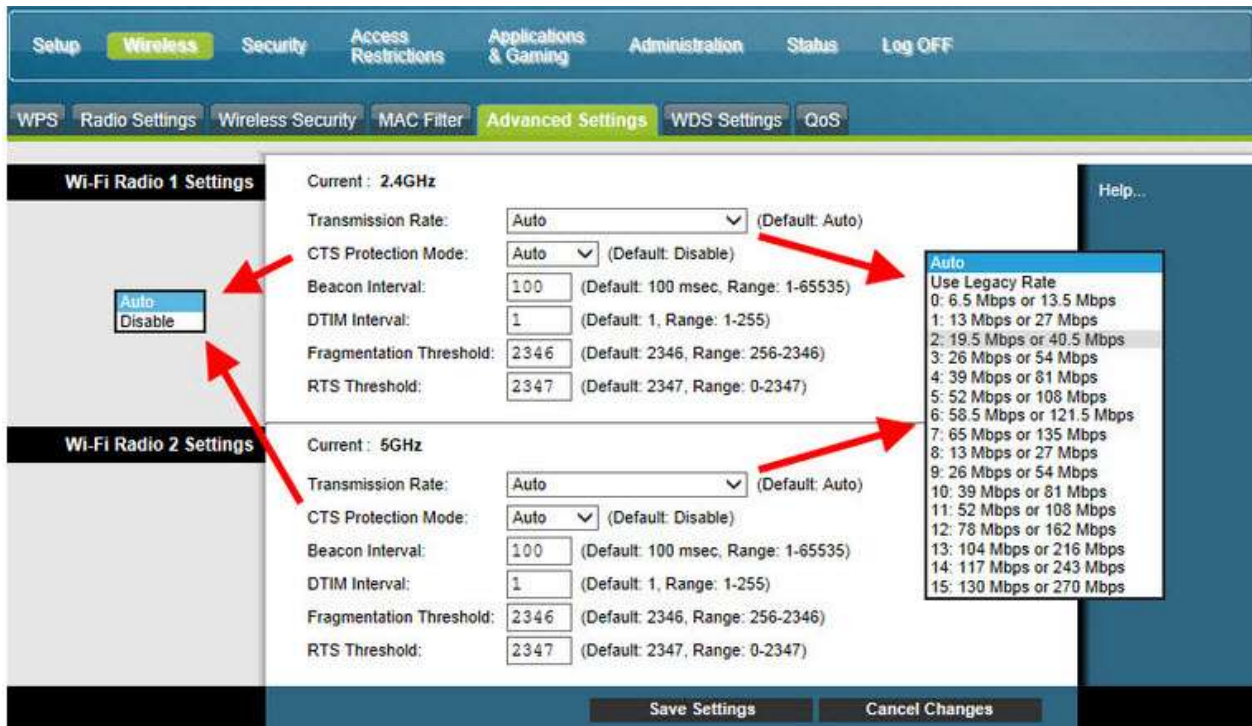 Setup Wireless Security Access Restrictions Applications & Gaming Administration Status Log OFF
WPS Radio Settings Wireless Security MAC Filter Advanced Settings WDS Settings QoS
Wi-Fi Radio 1 Settings
Current : 2.4GHz
Help...
Transmission Rate: Auto (Default: Auto)
CTS Protection Mode: Auto (Default: Disable)
Beacon Interval: 100 (Default: 100 msec, Range: 1-65535)
DTIM Interval: 1 (Default: 1, Range: 1-255)
Fragmentation Threshold: 2346 (Default: 2346, Range: 256-2346)
RTS Threshold: 2347 (Default: 2347, Range: 0-2347)
Auto
Disable
Wi-Fi Radio 2 Settings
Current : 5GHz
Transmission Rate: Auto (Default: Auto)
CTS Protection Mode: Auto (Default: Disable)
Beacon Interval: 100 (Default: 100 msec, Range: 1-65535)
DTIM Interval: 1 (Default: 1, Range: 1-255)
Fragmentation Threshold: 2346 (Default: 2346, Range: 256-2346)
RTS Threshold: 2347 (Default: 2347, Range: 0-2347)
Auto
Use Legacy Rate
0: 6.5 Mbps or 13.5 Mbps
1: 13 Mbps or 27 Mbps
2: 19.5 Mbps or 40.5 Mbps
3: 26 Mbps or 54 Mbps
4: 39 Mbps or 81 Mbps
5: 52 Mbps or 108 Mbps
6: 58.5 Mbps or 121.5 Mbps
7: 65 Mbps or 135 Mbps
8: 13 Mbps or 27 Mbps
9: 26 Mbps or 54 Mbps
10: 39 Mbps or 81 Mbps
11: 52 Mbps or 108 Mbps
12: 78 Mbps or 162 Mbps
13: 104 Mbps or 216 Mbps
14: 117 Mbps or 243 Mbps
15: 130 Mbps or 270 Mbps
Save Settings Cancel Changes